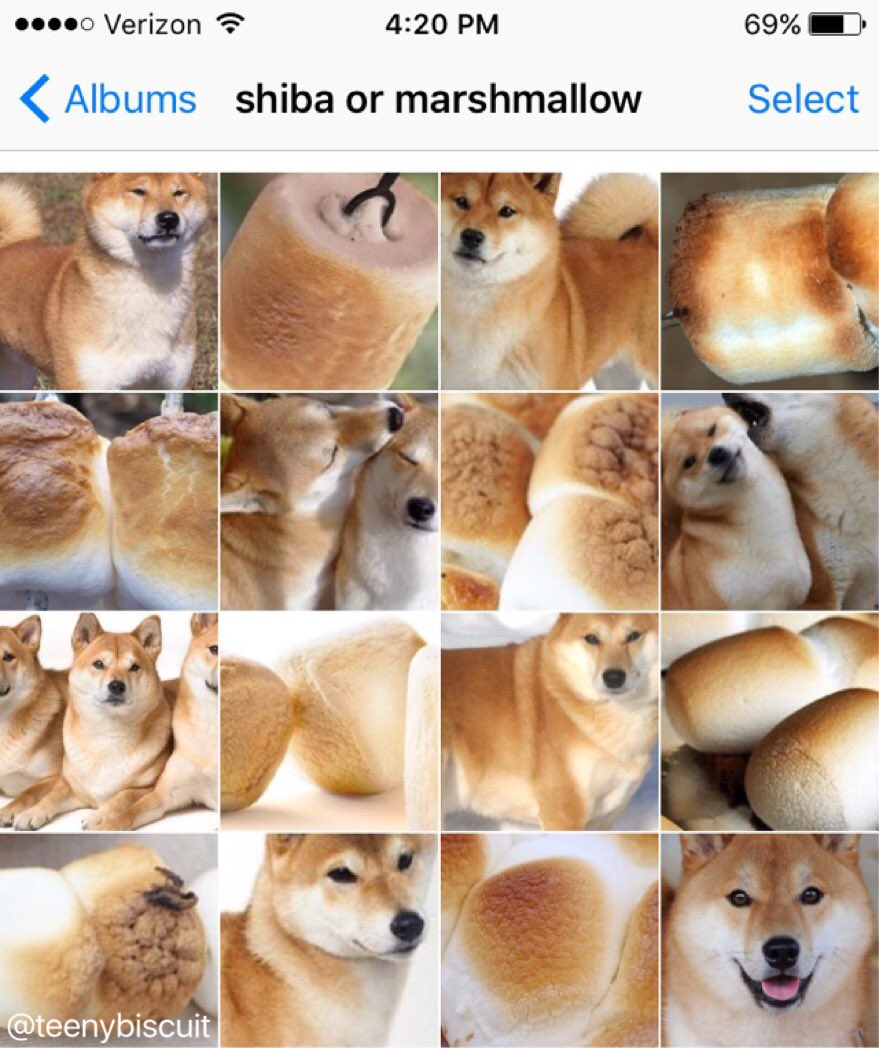 Verizon 4:20 PM 69%
Albums shiba or marshmallow Select
@teenybiscuit